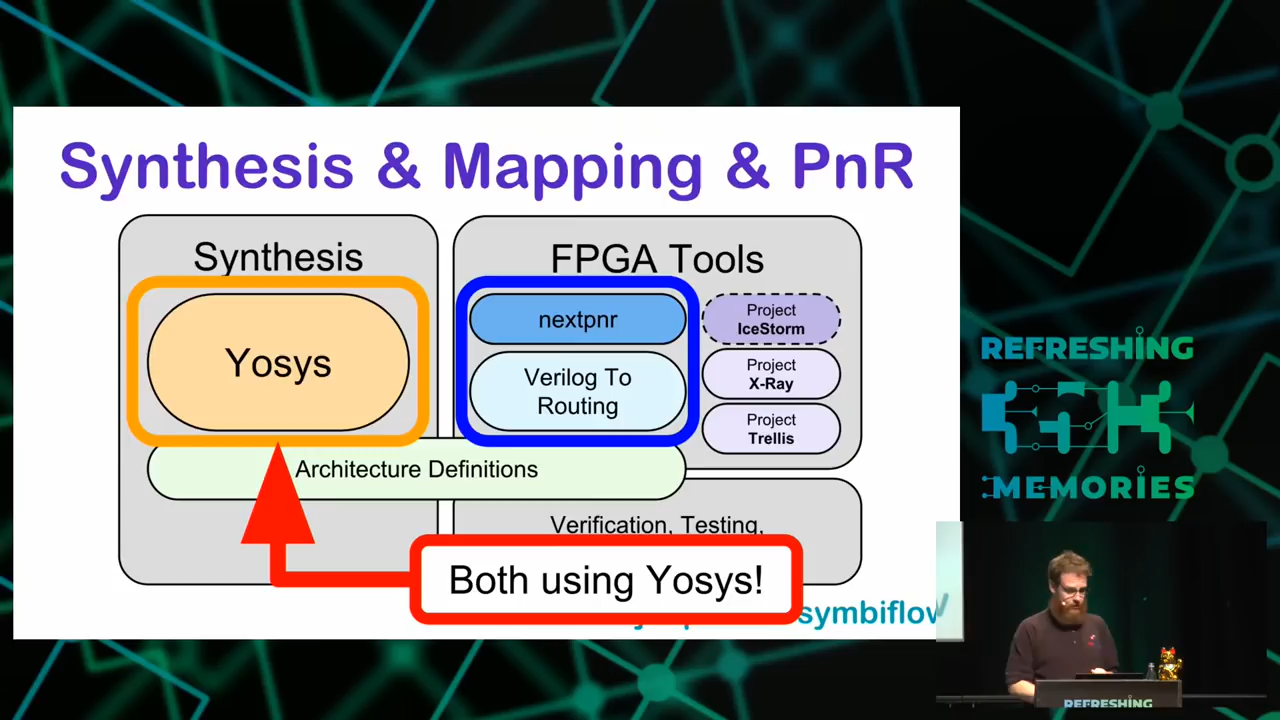 Synthesis & Mapping & PnR
Synthesis
Yosys
FPGA Tools
nextpnr
Verilog To
Routing
Project
IceStorm
Project
X-Ray
Project
Trellis
Architecture Definitions
Verification, Testing,
Both using Yosys!
symbiflow
REFRESHING
MEMORIES
REFRESHING